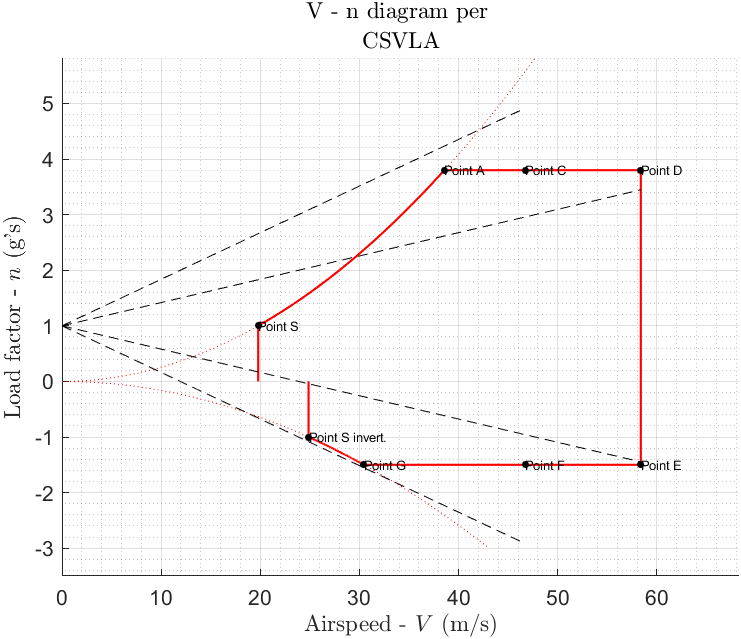 V - n diagram per
CSVLA
Load factor - n (g's)
5
4
3
2
1
0
-1
-2
-3
Point A
Point C
Point D
Point S
Point S invert.
Point G
Point F
Point E
0 10 20 30 40 50 60
Airspeed - V (m/s)